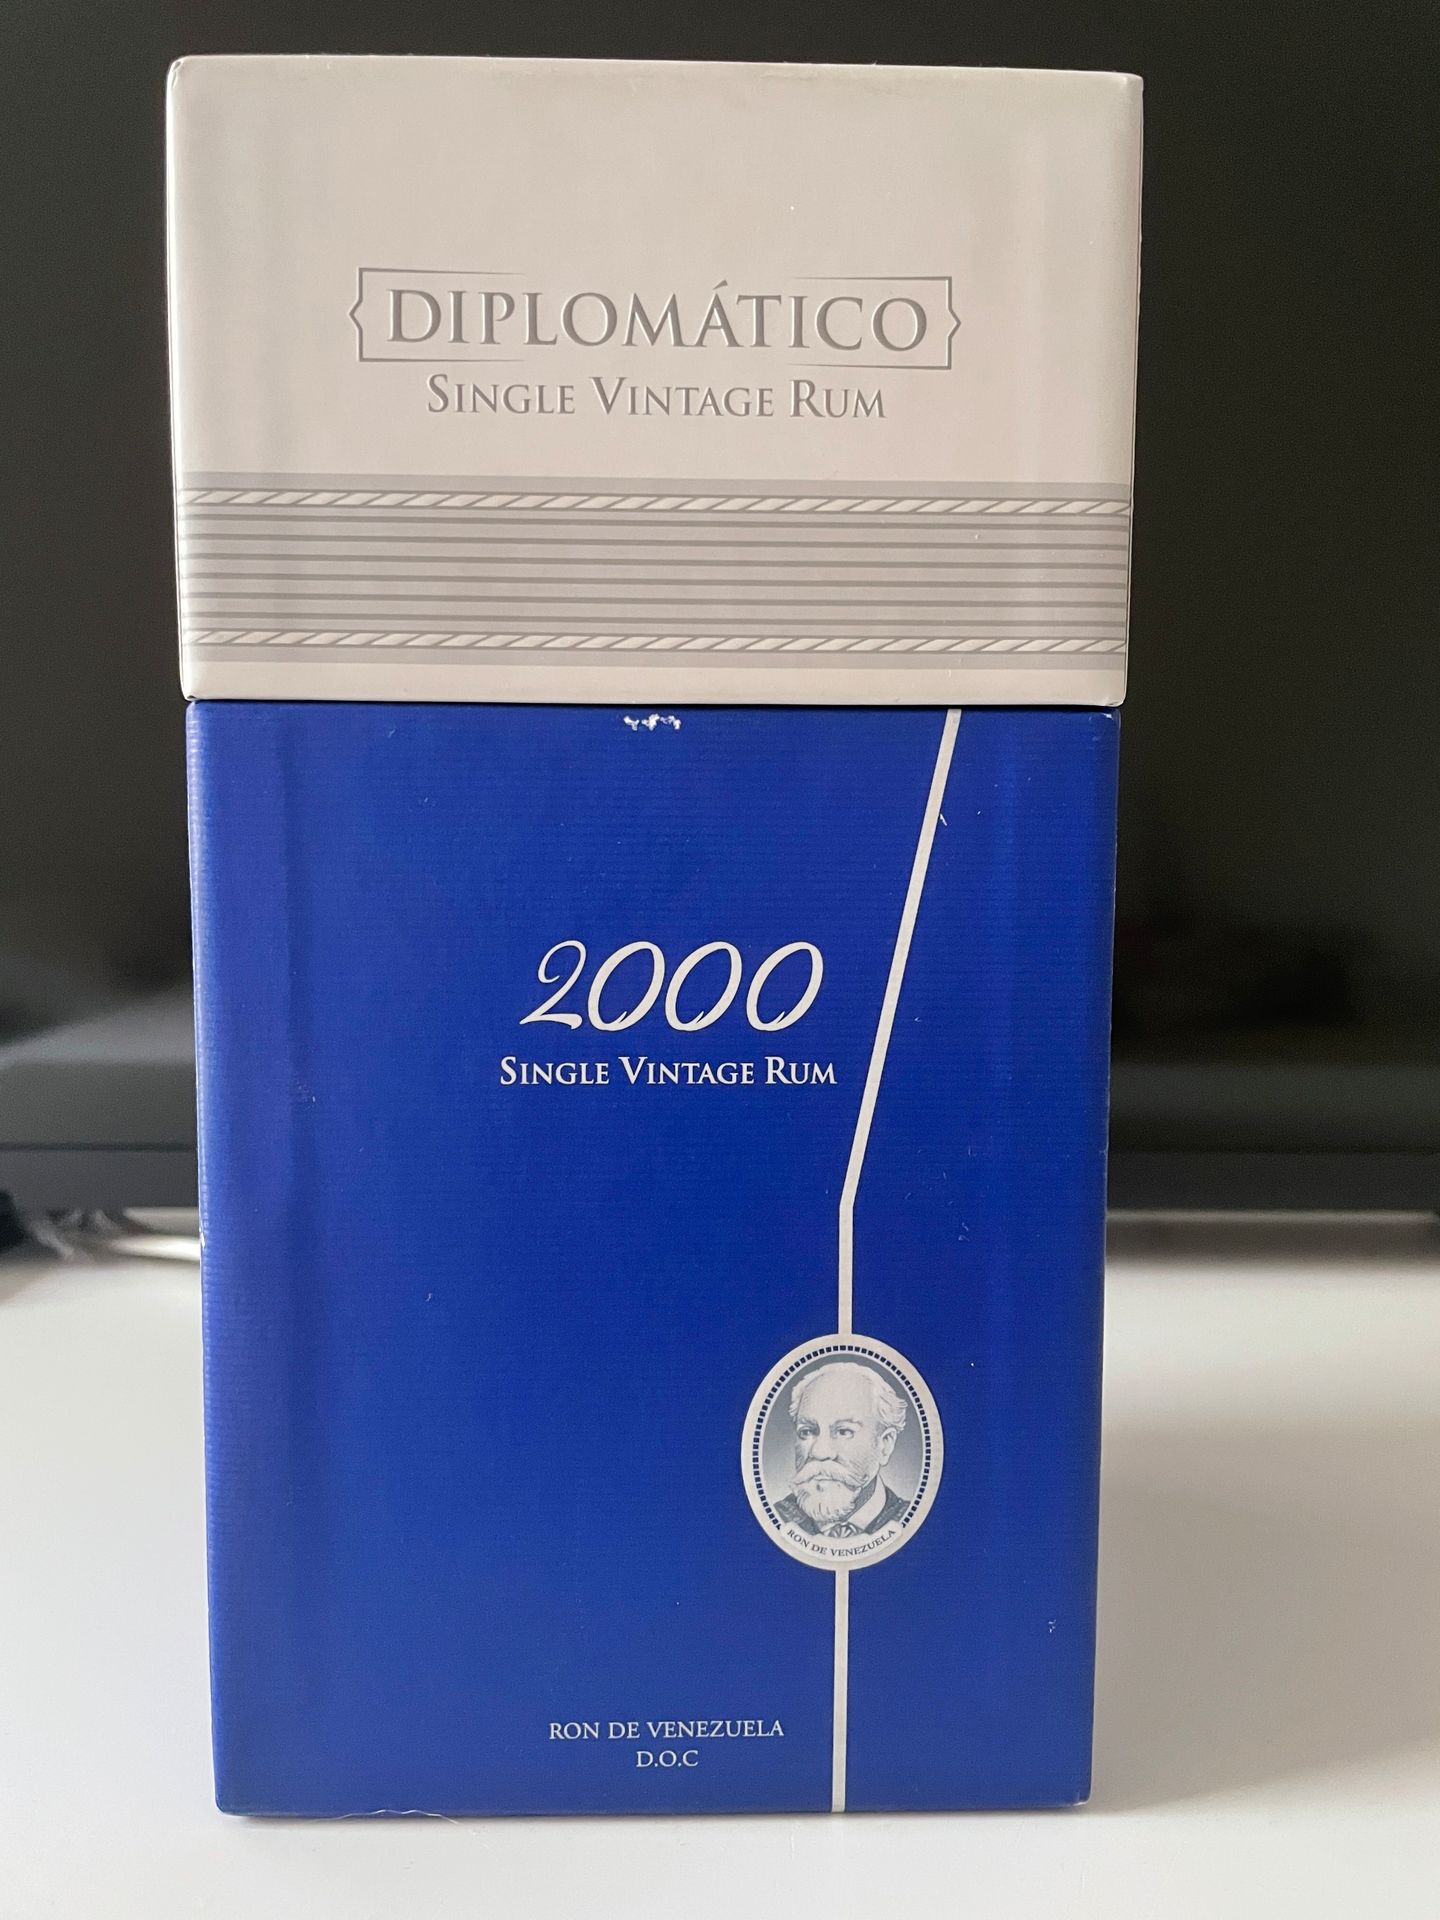 DIPLOMÁTICO
SINGLE VINTAGE RUM
2000
SINGLE VINTAGE RUM
RON DE VENEZUELA
RON DE VENEZUELA
D.O.C